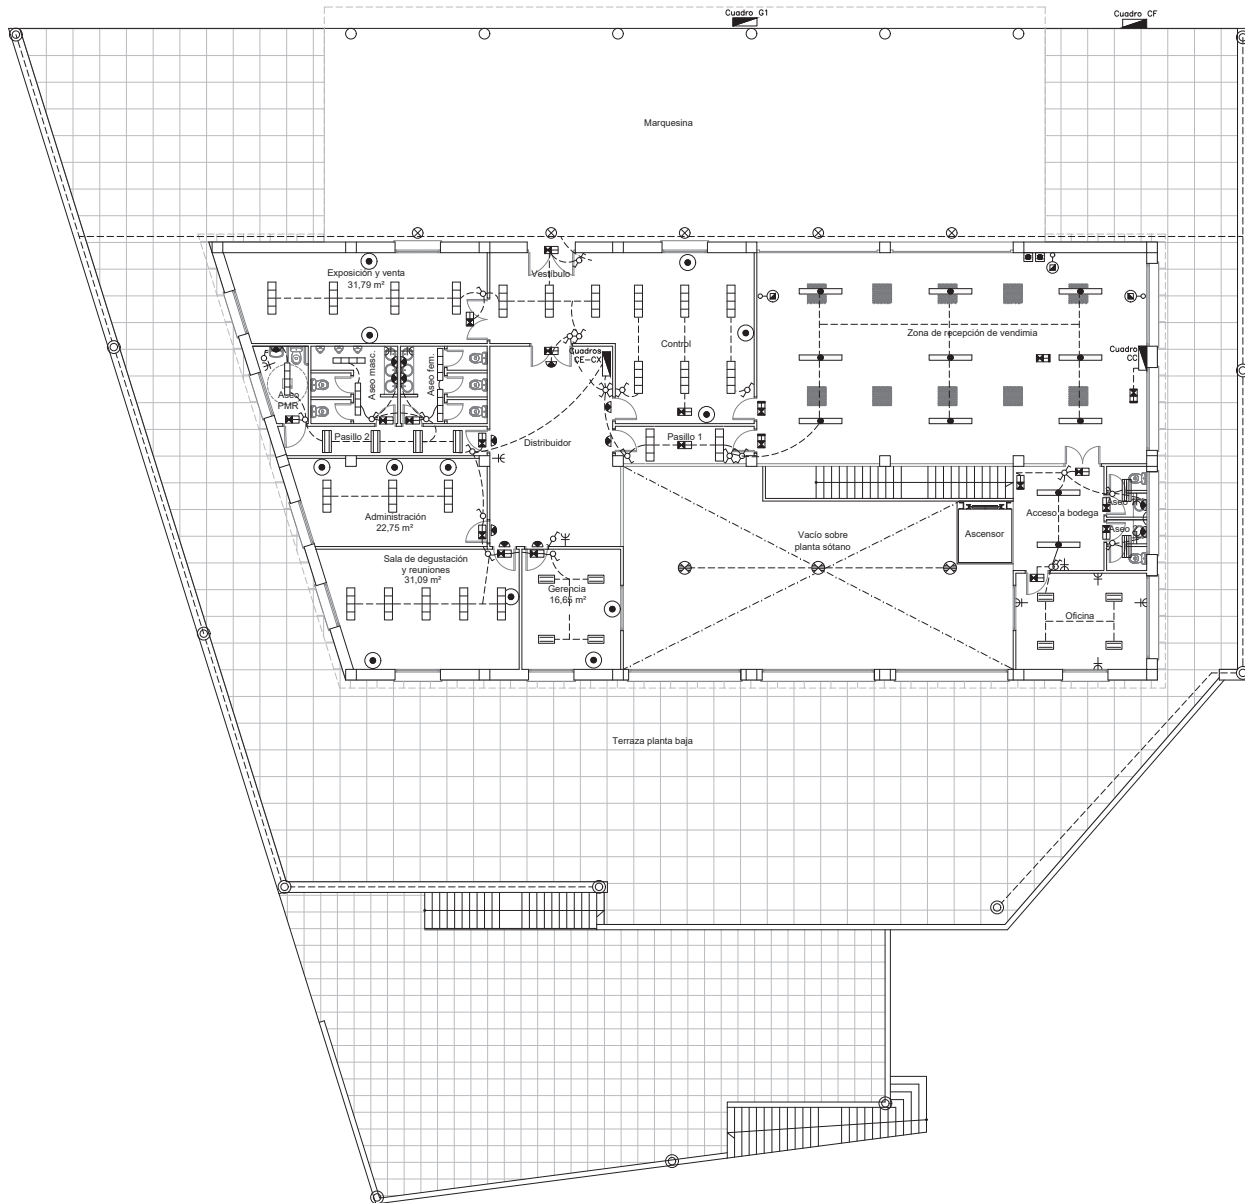 Cuadro G1
Cuadro CF
Marquesina
Exposición y venta
31,79 m²
Vestíbulo
Control
Zona de recepción de vendimia
Cuadro
CC
Cuadros
CE-CX
Aseo
PMR
Aseo masc.
Aseo fem.
Pasillo 2
Distribuidor
Pasillo 1
Administración
22,75 m²
Acceso a bodega
Aseo
Aseo
Vacío sobre
planta sótano
Ascensor
Sala de degustación
y reuniones
31,09 m²
Gerencia
16,65 m²
Oficina
Terraza planta baja